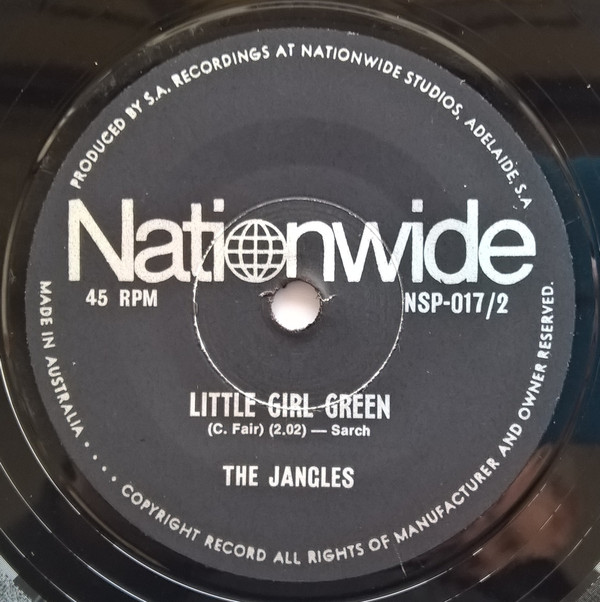 PRODUCED BY S.A. RECORDINGS AT NATIONWIDE STUDIOS, ADELAIDE, S.A
Nationwide
45 RPM
NSP-017/2
LITTLE GIRL GREEN
(C. Fair) (2.02) — Sarch
THE JANGLES
MADE IN AUSTRALIA . . . . COPYRIGHT RECORD ALL RIGHTS OF MANUFACTURER AND OWNER RESERVED.